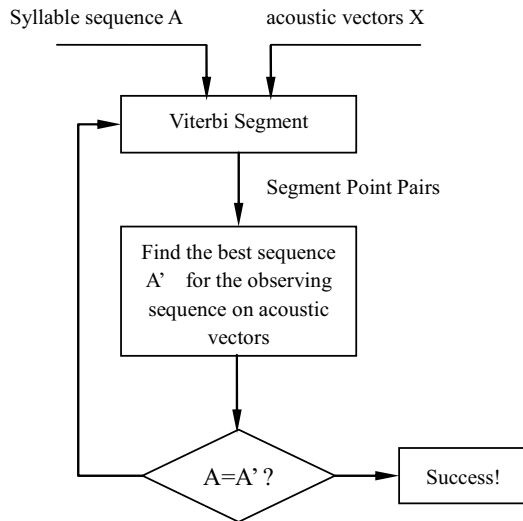 Syllable sequence A
acoustic vectors X
Viterbi Segment
Segment Point Pairs
Find the best sequence
A’ for the observing
sequence on acoustic
vectors
A=A’ ?
Success!